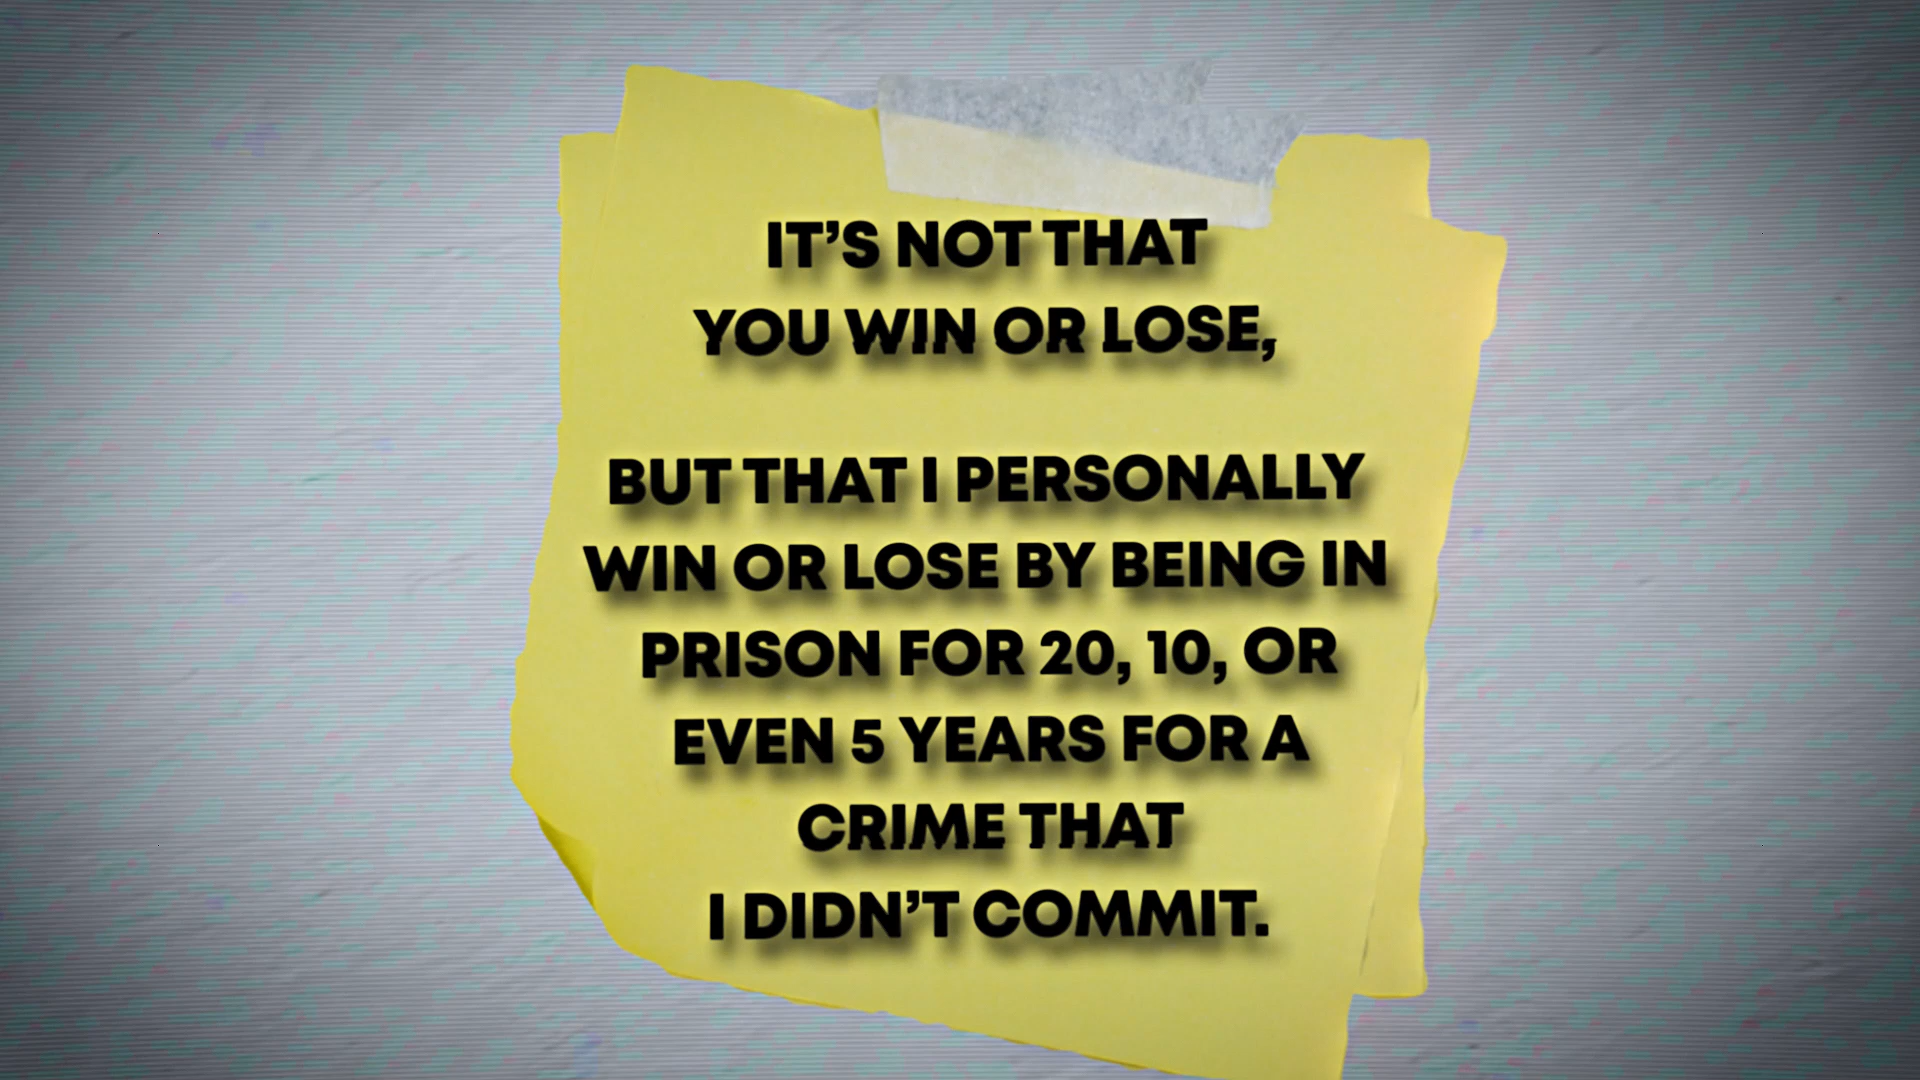 IT’S NOT THAT
YOU WIN OR LOSE,
BUT THAT I PERSONALLY
WIN OR LOSE BY BEING IN
PRISON FOR 20, 10, OR
EVEN 5 YEARS FOR A
CRIME THAT
I DIDN’T COMMIT.